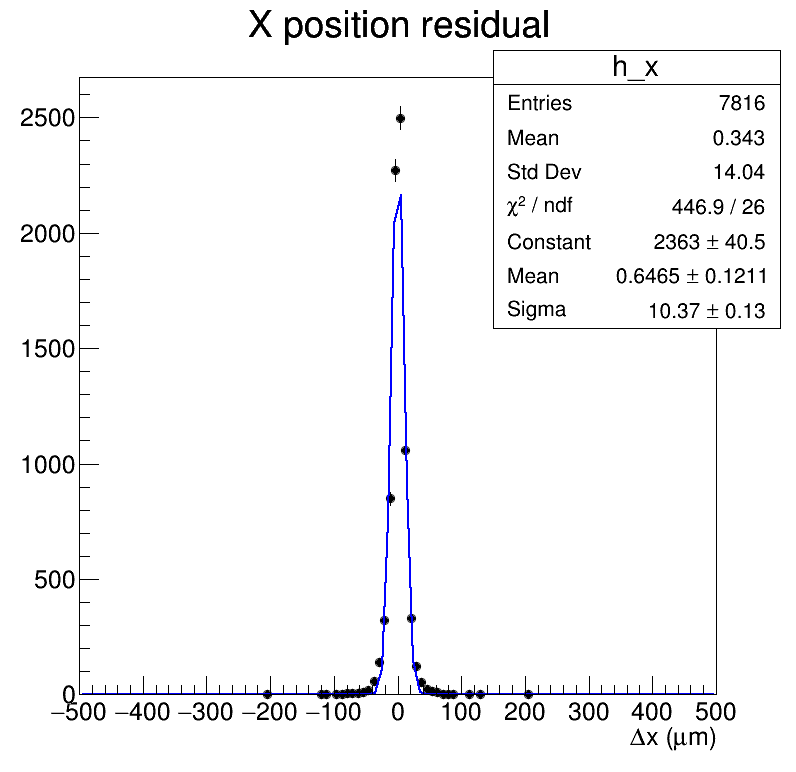 X position residual
h_x
Entries 7816
Mean 0.343
Std Dev 14.04
χ² / ndf 446.9 / 26
Constant 2363 ± 40.5
Mean 0.6465 ± 0.1211
Sigma 10.37 ± 0.13
2500
2000
1500
1000
500
0
−500 −400 −300 −200 −100 0 100 200 300 400 500
Δx (μm)